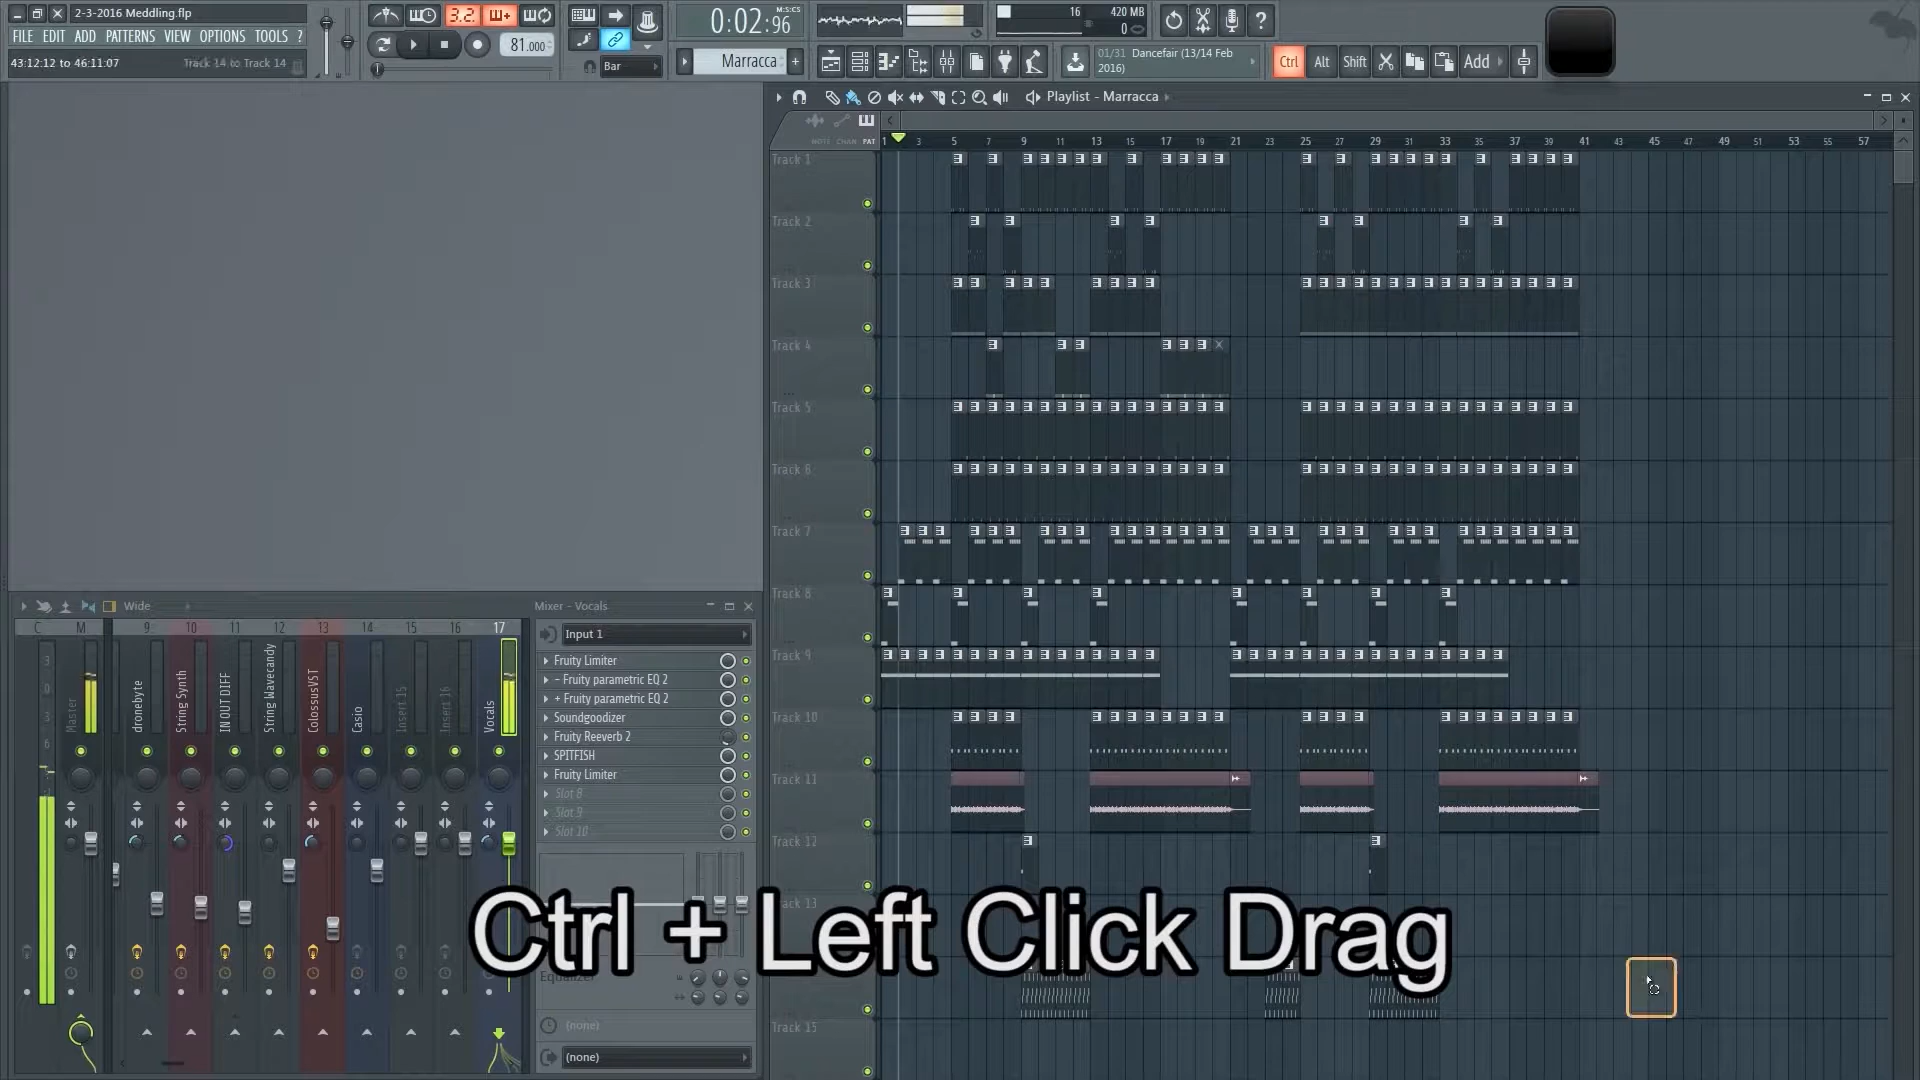 2-3-2016 Meddling.flp
FILE EDIT ADD PATTERNS VIEW OPTIONS TOOLS ?
43:12:12 to 46:11:07 Track 14 to Track 14
3.2.
81.000
Bar
0:02:96
M:S:CS
Marracca
16 420 MB
0
01/31 Dancefair (13/14 Feb
2016)
Ctrl Alt Shift Add
Playlist - Marracca
NOTE CHAN PAT
1 3 5 7 9 11 13 15 17 19 21 23 25 27 29 31 33 35 37 39 41 43 45 47 49 51 53 55 57
Track 1
Track 2
Track 3
Track 4
Track 5
Track 6
Track 7
Track 8
Track 9
Track 10
Track 11
Track 12
Track 13
Track 15
Wide
Mixer - Vocals
C M 9 10 11 12 13 14 15 16 17
Master
dronebyte
String Synth
IN OUT DIFF
String Wavecandy
ColossusVST
Casio
Insert 15
Insert 16
Vocals
Input 1
Fruity Limiter
- Fruity parametric EQ 2
+ Fruity parametric EQ 2
Soundgoodizer
Fruity Reeverb 2
SPITFISH
Fruity Limiter
Slot 8
Slot 9
Slot 10
Equalizer
(none)
(none)
Ctrl + Left Click Drag